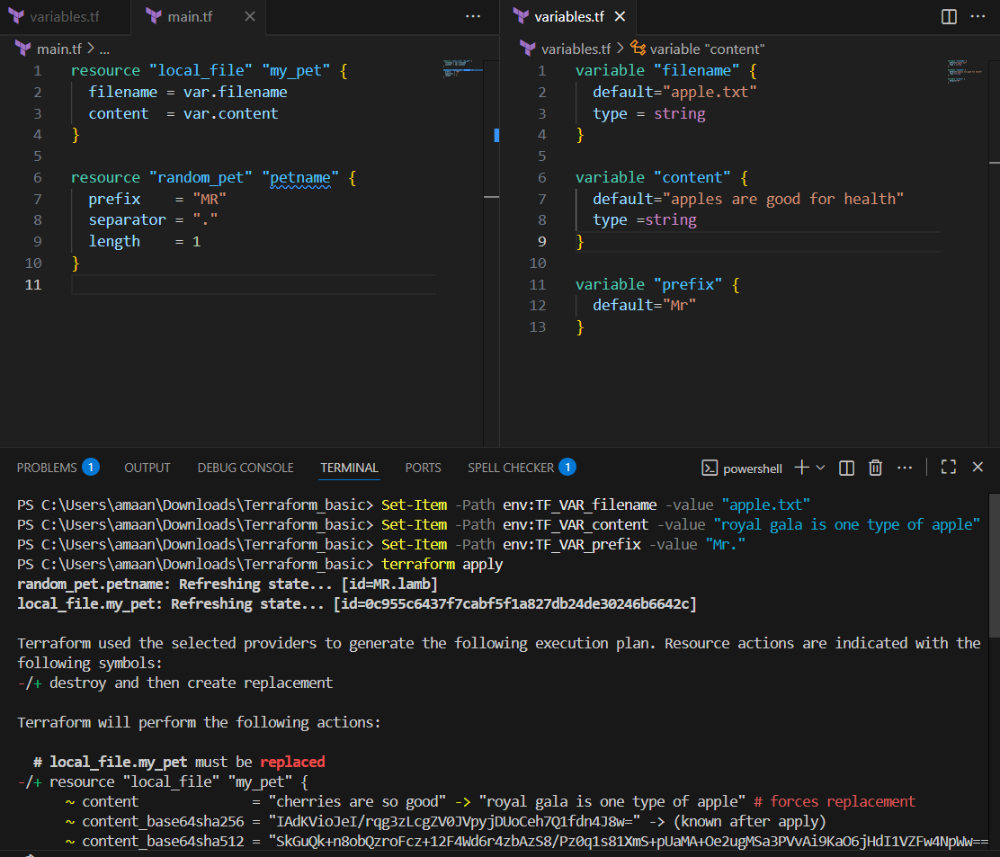 variables.tf
main.tf
main.tf > ...
1 resource "local_file" "my_pet" {
2 filename = var.filename
3 content = var.content
4 }
5
6 resource "random_pet" "petname" {
7 prefix = "MR"
8 separator = "."
9 length = 1
10 }
11
variables.tf
variables.tf > variable "content"
1 variable "filename" {
2 default="apple.txt"
3 type = string
4 }
5
6 variable "content" {
7 default="apples are good for health"
8 type =string
9 }
10
11 variable "prefix" {
12 default="Mr"
13 }
PROBLEMS 1 OUTPUT DEBUG CONSOLE TERMINAL PORTS SPELL CHECKER 1 powershell
PS C:\Users\amaan\Downloads\Terraform_basic> Set-Item -Path env:TF_VAR_filename -value "apple.txt"
PS C:\Users\amaan\Downloads\Terraform_basic> Set-Item -Path env:TF_VAR_content -value "royal gala is one type of apple"
PS C:\Users\amaan\Downloads\Terraform_basic> Set-Item -Path env:TF_VAR_prefix -value "Mr."
PS C:\Users\amaan\Downloads\Terraform_basic> terraform apply
random_pet.petname: Refreshing state... [id=MR.lamb]
local_file.my_pet: Refreshing state... [id=0c955c6437f7cabf5f1a827db24de30246b6642c]
Terraform used the selected providers to generate the following execution plan. Resource actions are indicated with the
following symbols:
-/+ destroy and then create replacement
Terraform will perform the following actions:
# local_file.my_pet must be replaced
-/+ resource "local_file" "my_pet" {
~ content = "cherries are so good" -> "royal gala is one type of apple" # forces replacement
~ content_base64sha256 = "IAdKVioJeI/rqg3zLcgZV0JVpyjDUoCeh7Q1fdn4J8w=" -> (known after apply)
~ content_base64sha512 = "SkGuQk+n8obQzroFcz+12F4Wd6r4zbAzS8/Pz0q1s81XmS+pUaMA+Oe2ugMSa3PVvAi9KaO6jHdI1VZFw4NpWw==